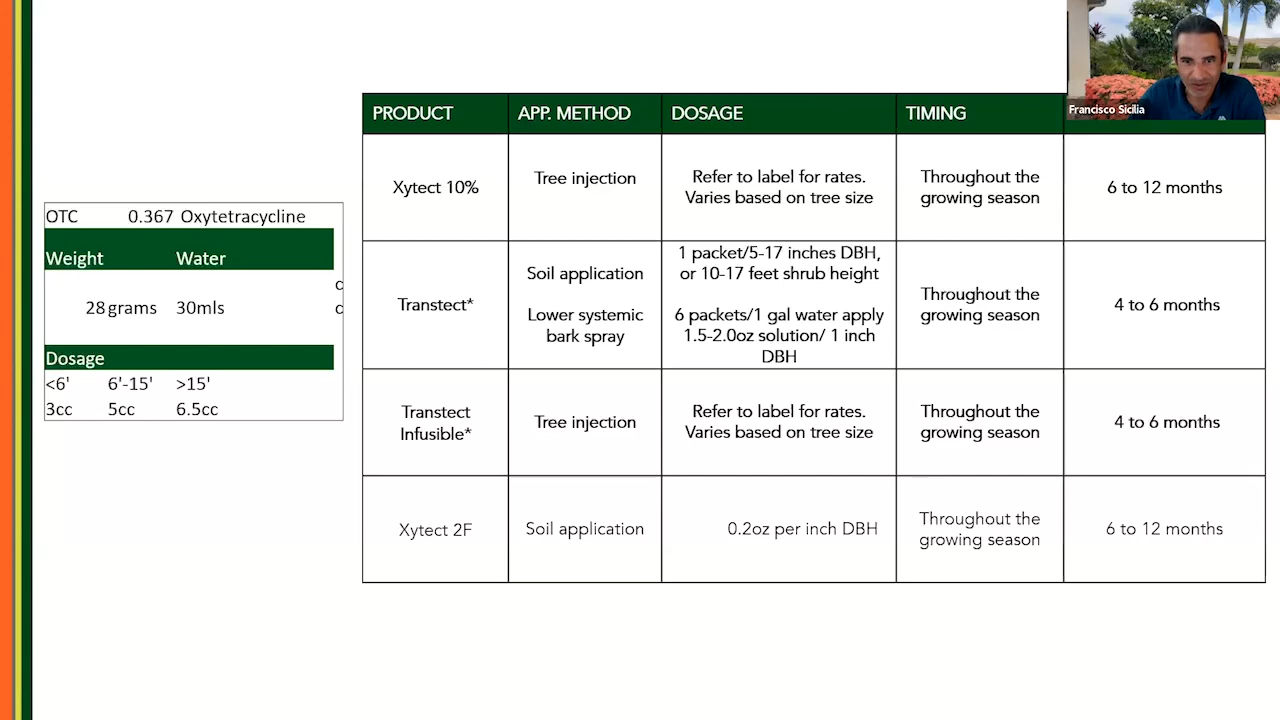 Francisco Sicilia
PRODUCT
APP. METHOD
DOSAGE
TIMING
Xytect 10%
Tree injection
Refer to label for rates.
Varies based on tree size
Throughout the
growing season
6 to 12 months
Transtect*
Soil application
Lower systemic
bark spray
1 packet/5-17 inches DBH,
or 10-17 feet shrub height
6 packets/1 gal water apply
1.5-2.0oz solution/ 1 inch
DBH
Throughout the
growing season
4 to 6 months
Transtect
Infusible*
Tree injection
Refer to label for rates.
Varies based on tree size
Throughout the
growing season
4 to 6 months
Xytect 2F
Soil application
0.2oz per inch DBH
Throughout the
growing season
6 to 12 months
OTC 0.367 Oxytetracycline
Weight Water
28 grams 30mls
Dosage
<6' 6'-15' >15'
3cc 5cc 6.5cc